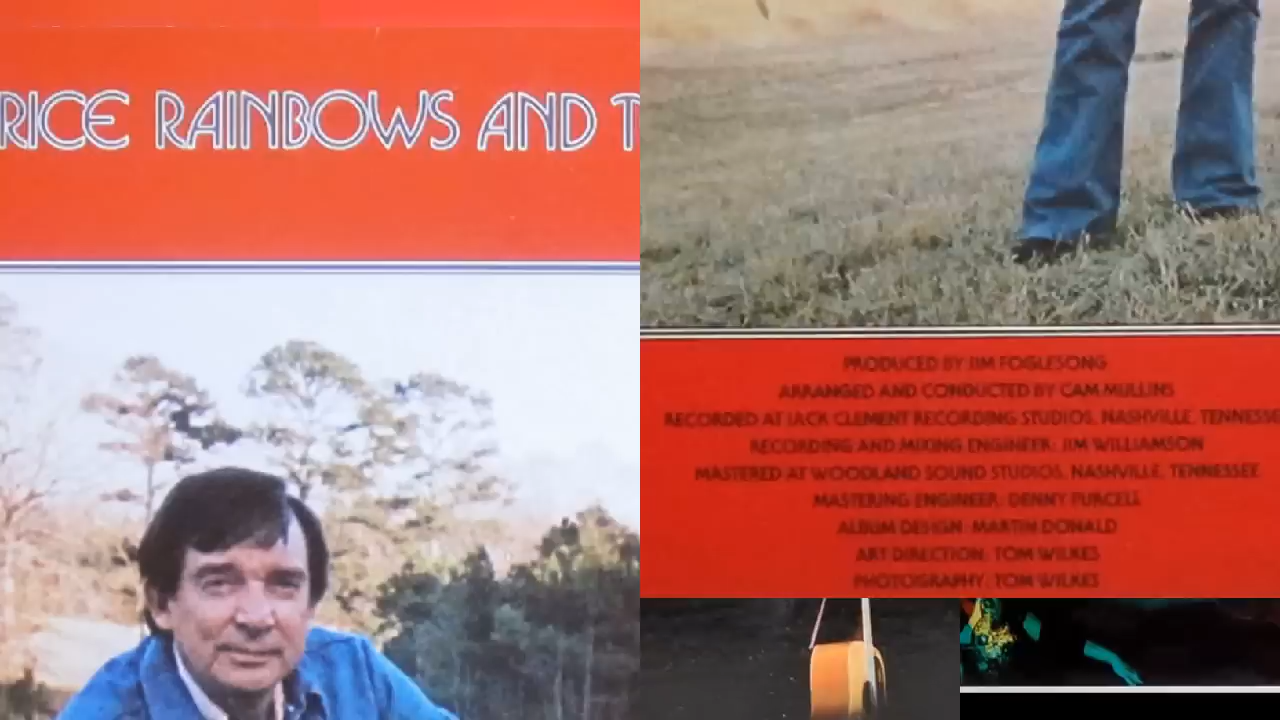 RICE RAINBOWS AND T
PRODUCED BY JIM FOGLESONG
ARRANGED AND CONDUCTED BY CAM MULLINS
RECORDED AT JACK CLEMENT RECORDING STUDIOS, NASHVILLE, TENNESSE
RECORDING AND MIXING ENGINEER: JIM WILLIAMSON
MASTERED AT WOODLAND SOUND STUDIOS, NASHVILLE, TENNESSEE
MASTERING ENGINEER: DENNY PURCELL
ALBUM DESIGN: MARTIN DONALD
ART DIRECTION: TOM WILKES
PHOTOGRAPHY: TOM WILKES